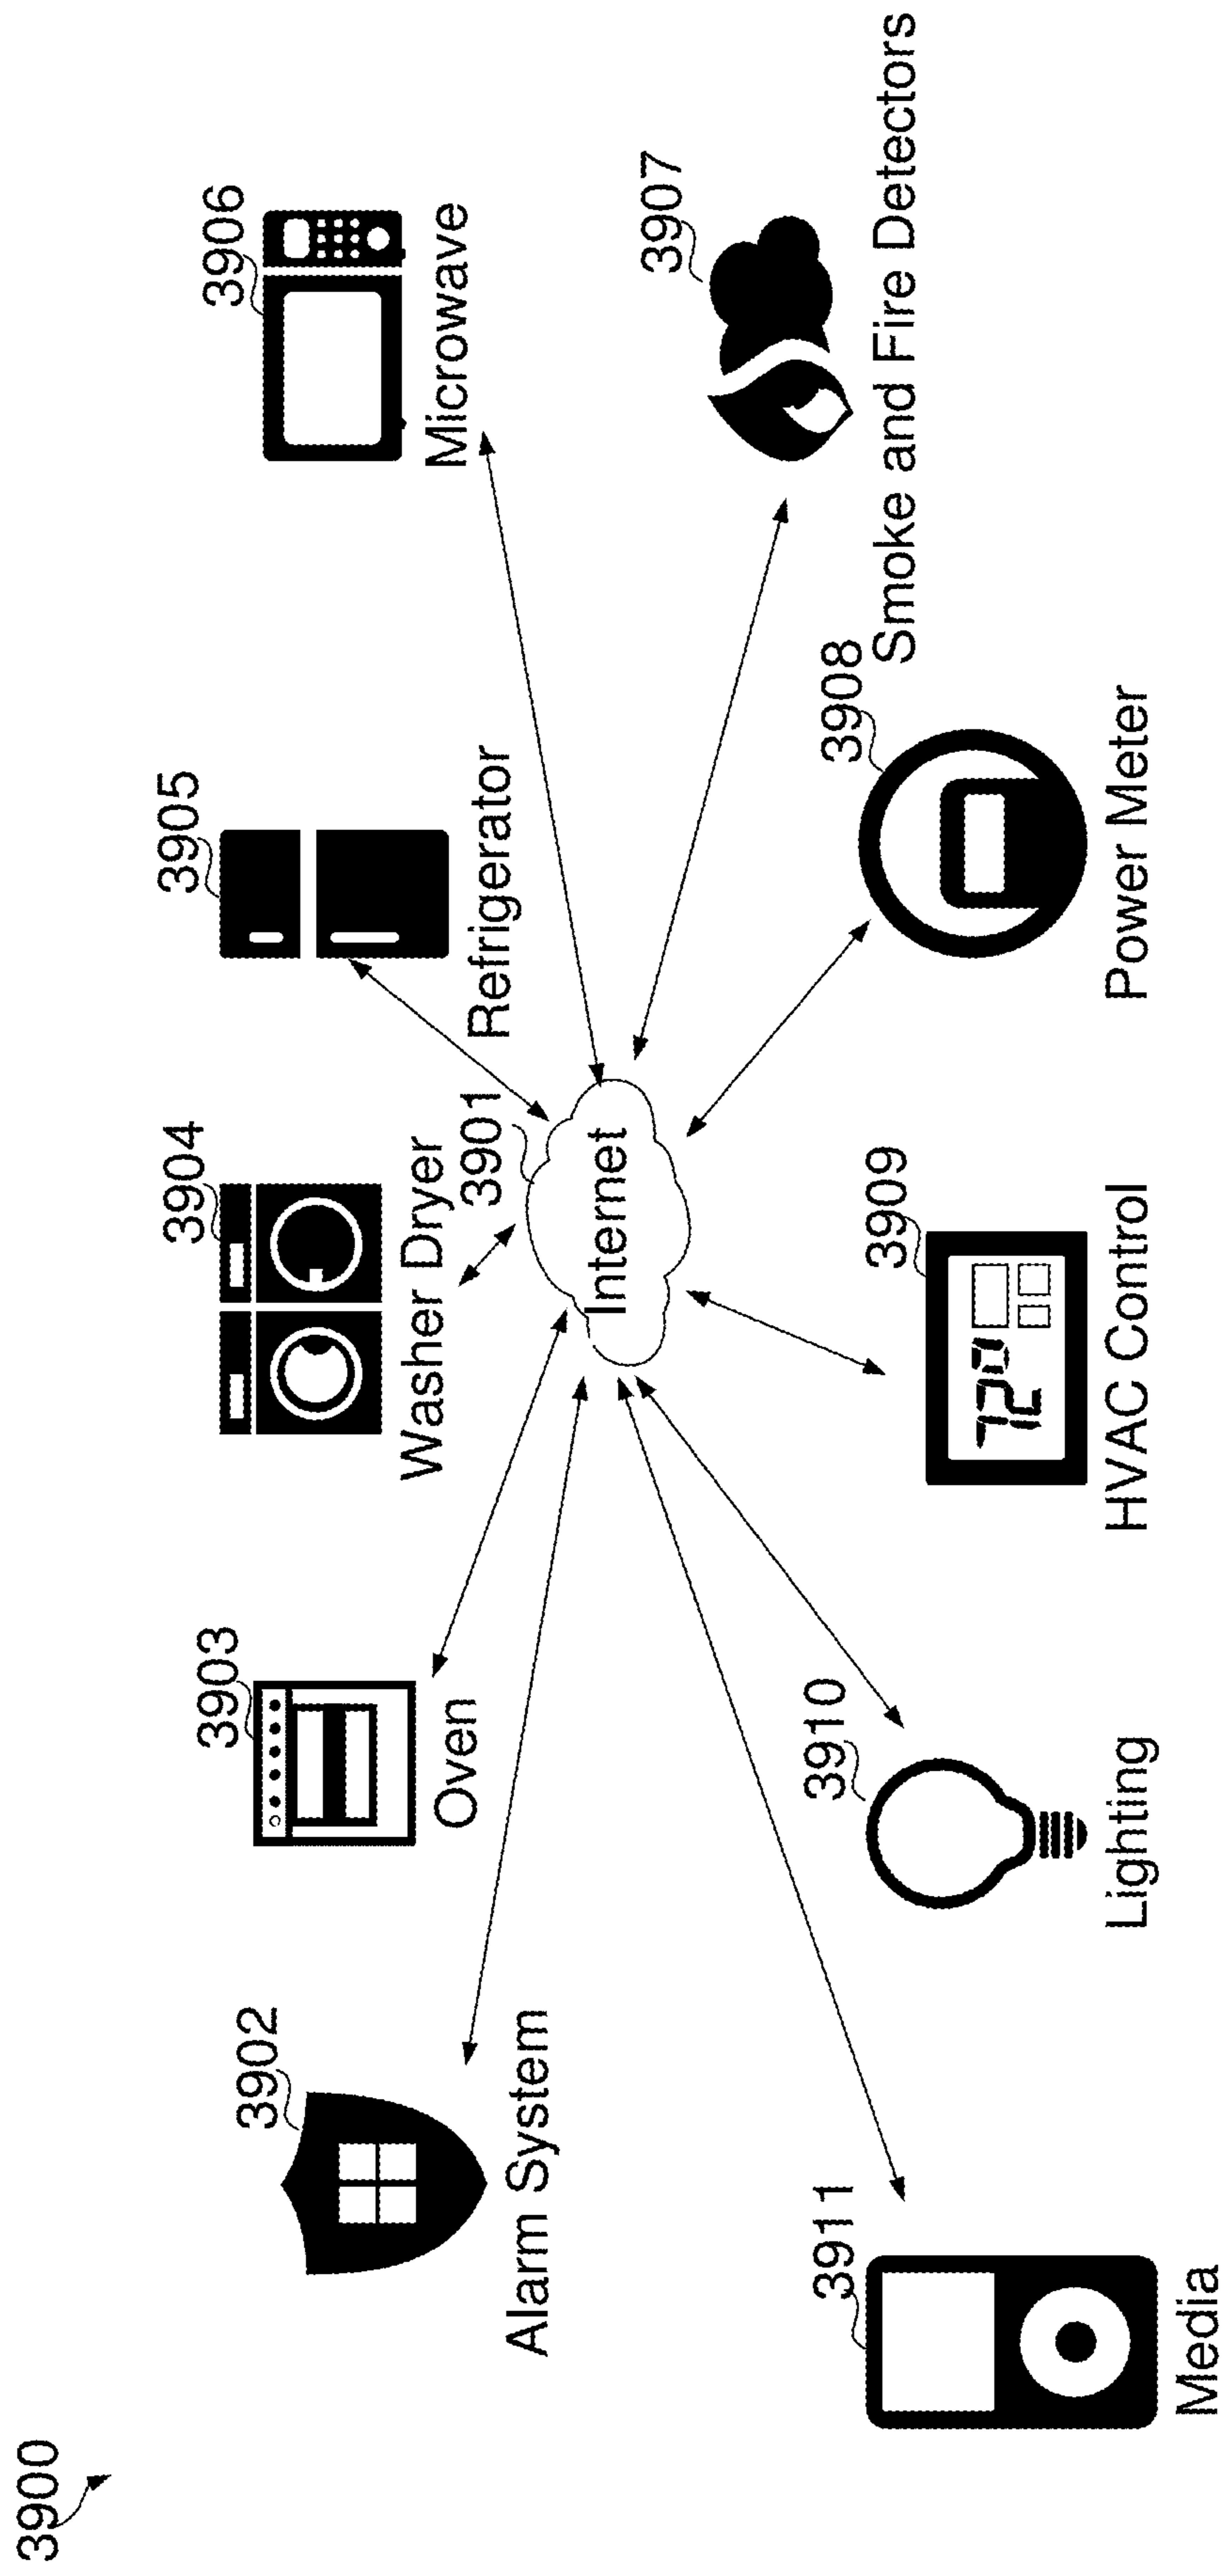 3900
3902
Alarm System
3903
Oven
3904
Washer Dryer
3905
Refrigerator
3906
Microwave
3901
Internet
3911
Media
3910
Lighting
3909
72°
HVAC Control
3908
Power Meter
3907
Smoke and Fire Detectors